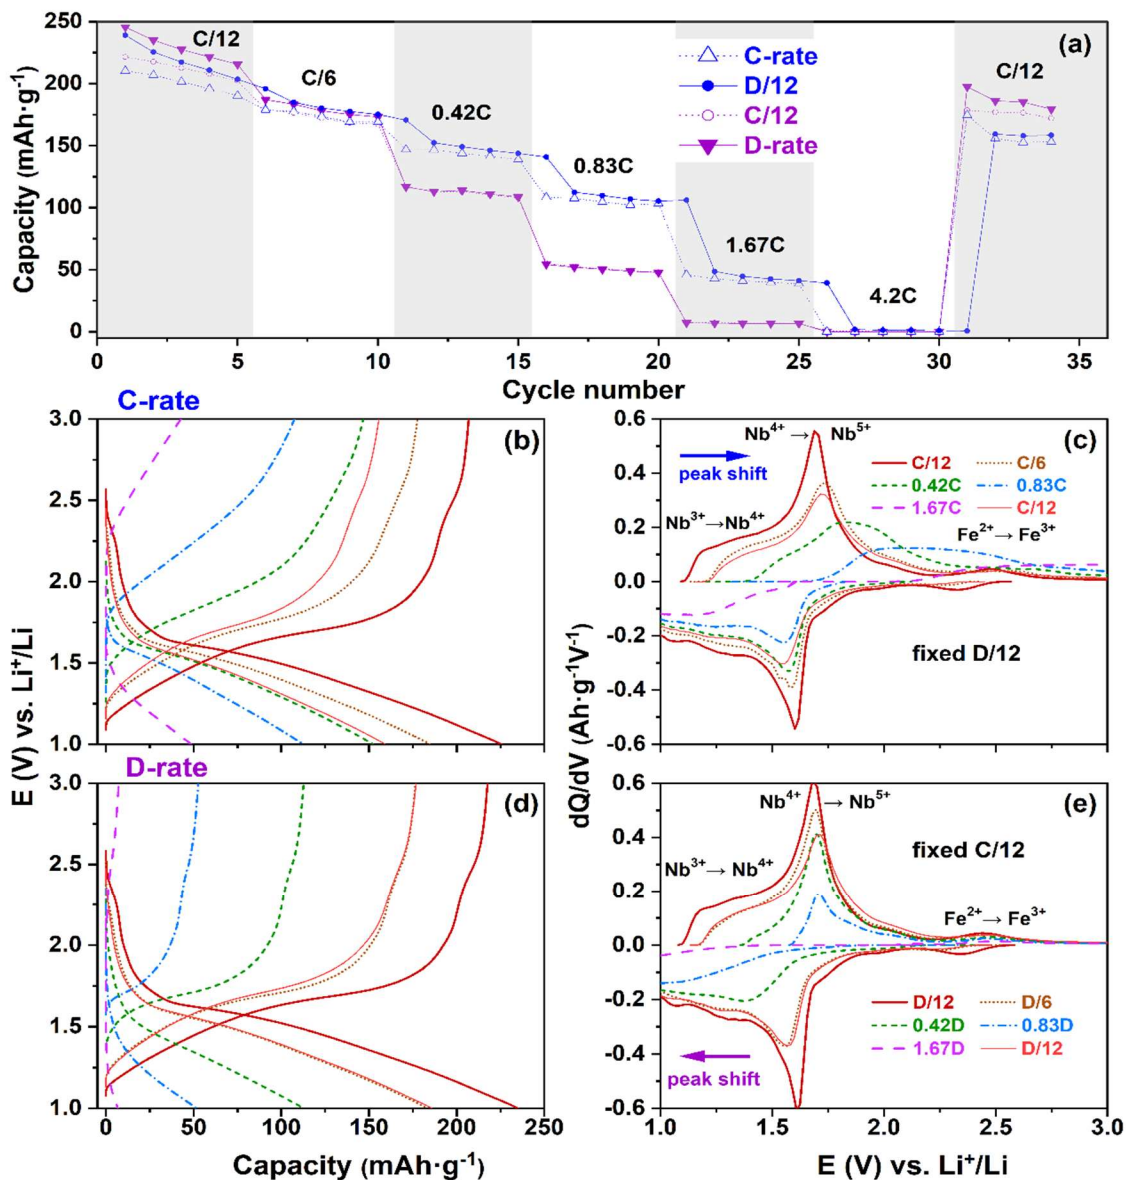 (a)
C/12
C/6
0.42C
0.83C
1.67C
4.2C
C/12
C-rate
D/12
C/12
D-rate
250
200
150
100
50
0
Capacity (mAh·g⁻¹)
0 5 10 15 20 25 30 35
Cycle number
C-rate
(b)
3.0
2.5
2.0
1.5
1.0
E (V) vs. Li⁺/Li
(c)
0.6
0.4
0.2
0.0
-0.2
-0.4
-0.6
dQ/dV (Ah·g⁻¹V⁻¹)
peak shift
Nb⁴⁺ → Nb⁵⁺
Nb³⁺→Nb⁴⁺
Fe²⁺→ Fe³⁺
C/12 C/6
0.42C 0.83C
1.67C C/12
fixed D/12
D-rate
(d)
3.0
2.5
2.0
1.5
1.0
0 50 100 150 200 250
Capacity (mAh·g⁻¹)
(e)
0.6
0.4
0.2
0.0
-0.2
-0.4
-0.6
Nb⁴⁺ → Nb⁵⁺
fixed C/12
Nb³⁺→ Nb⁴⁺
Fe²⁺→ Fe³⁺
D/12 D/6
0.42D 0.83D
1.67D D/12
peak shift
1.0 1.5 2.0 2.5 3.0
E (V) vs. Li⁺/Li